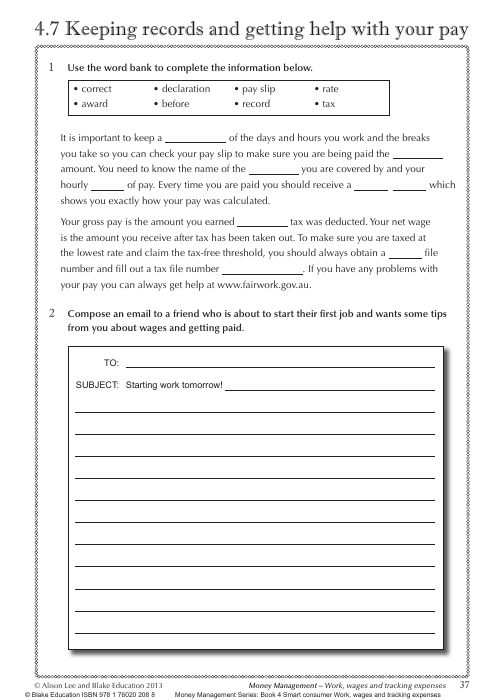 4.7 Keeping records and getting help with your pay
1 Use the word bank to complete the information below.
• correct • declaration • pay slip • rate
• award • before • record • tax
It is important to keep a ____________ of the days and hours you work and the breaks
you take so you can check your pay slip to make sure you are being paid the __________
amount. You need to know the name of the __________ you are covered by and your
hourly ______ of pay. Every time you are paid you should receive a ______ ______ which
shows you exactly how your pay was calculated.
Your gross pay is the amount you earned __________ tax was deducted. Your net wage
is the amount you receive after tax has been taken out. To make sure you are taxed at
the lowest rate and claim the tax-free threshold, you should always obtain a ______ file
number and fill out a tax file number ________________. If you have any problems with
your pay you can always get help at www.fairwork.gov.au.
2 Compose an email to a friend who is about to start their first job and wants some tips
from you about wages and getting paid.
TO:
SUBJECT: Starting work tomorrow!
© Alison Lee and Blake Education 2013 Money Management – Work, wages and tracking expenses 37
© Blake Education ISBN 978 1 76020 208 8 Money Management Series: Book 4 Smart consumer Work, wages and tracking expenses